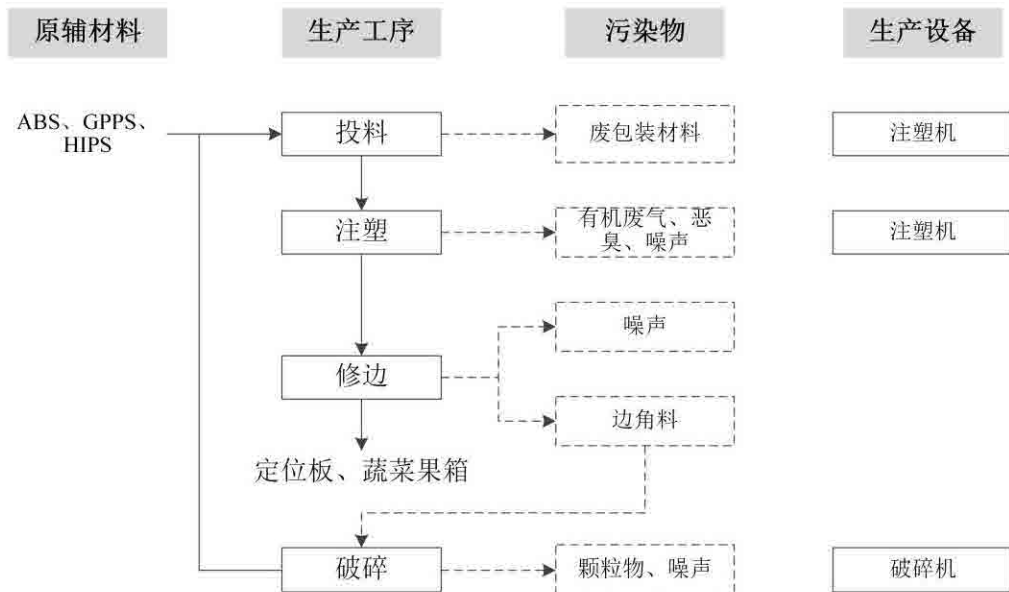 原辅材料
生产工序
污染物
生产设备
ABS、GPPS、
HIPS
投料
废包装材料
注塑机
注塑
有机废气、恶
臭、噪声
注塑机
噪声
修边
边角料
定位板、蔬菜果箱
破碎
颗粒物、噪声
破碎机